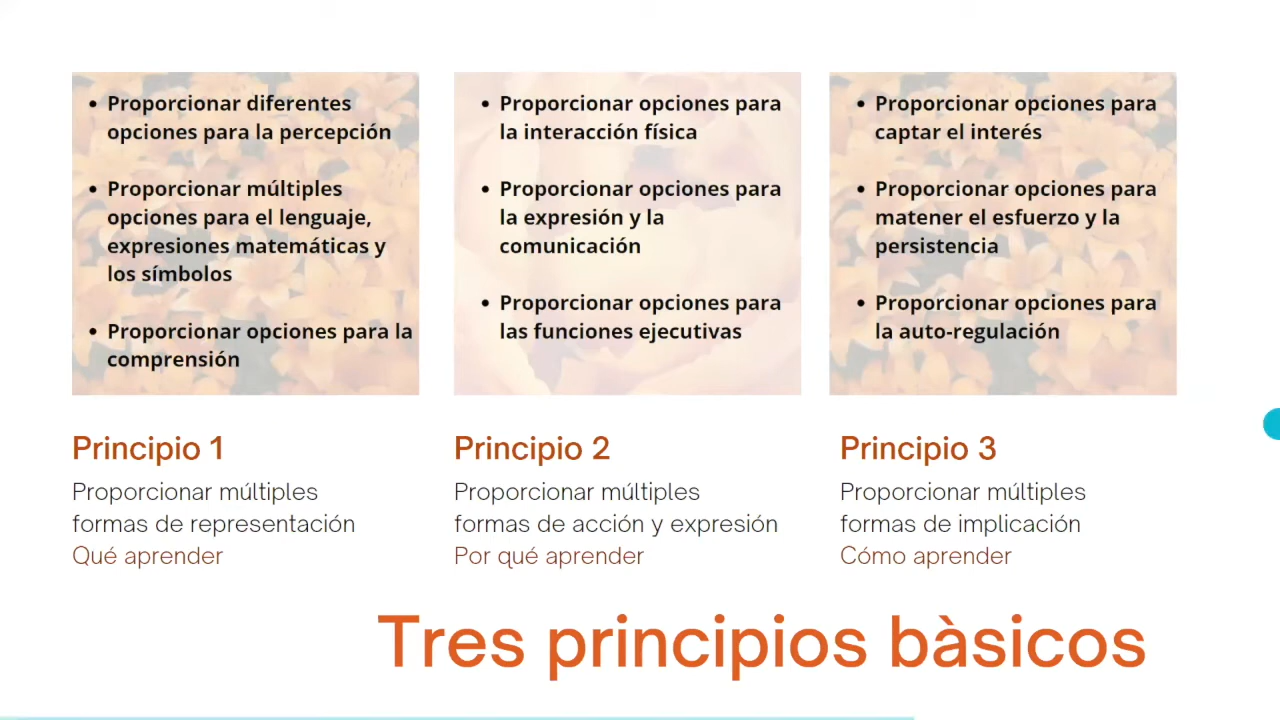 • Proporcionar diferentes
opciones para la percepción
• Proporcionar múltiples
opciones para el lenguaje,
expresiones matemáticas y
los símbolos
• Proporcionar opciones para la
comprensión
• Proporcionar opciones para
la interacción física
• Proporcionar opciones para
la expresión y la
comunicación
• Proporcionar opciones para
las funciones ejecutivas
• Proporcionar opciones para
captar el interés
• Proporcionar opciones para
matener el esfuerzo y la
persistencia
• Proporcionar opciones para
la auto-regulación
Principio 1
Proporcionar múltiples
formas de representación
Qué aprender
Principio 2
Proporcionar múltiples
formas de acción y expresión
Por qué aprender
Principio 3
Proporcionar múltiples
formas de implicación
Cómo aprender
Tres principios bàsicos